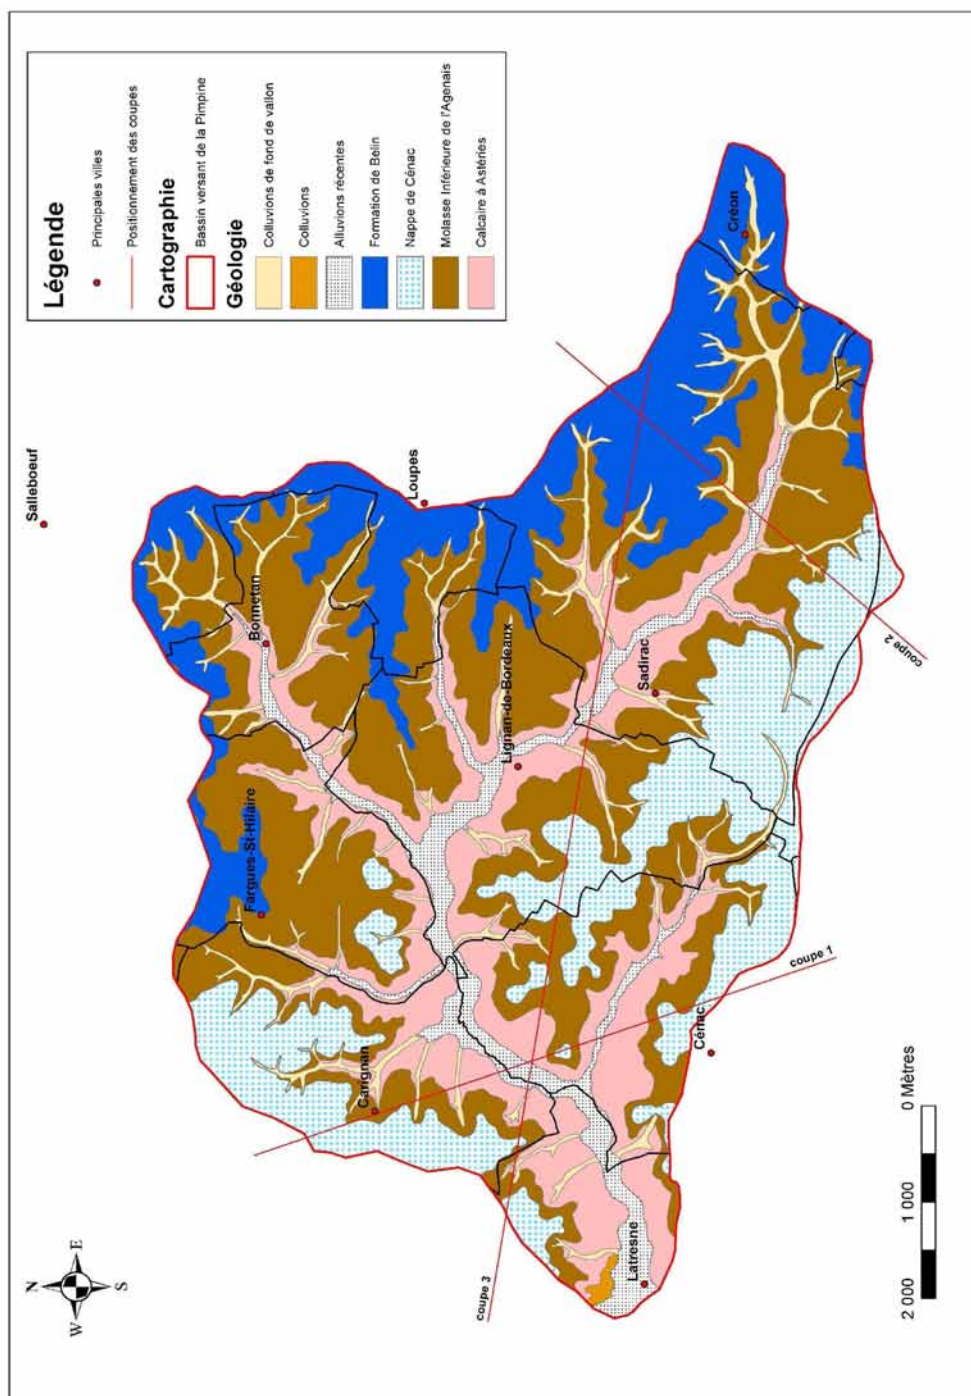 Légende
Principales villes
Positionnement des coupes
Cartographie
Bassin versant de la Pimpine
Géologie
Colluvions de fond de vallon
Colluvions
Alluvions récentes
Formation de Belin
Nappe de Cénac
Molasse Inférieure de l'Agenais
Calcaire à Astéries
N
W
E
S
Salleboeuf
Bonnetan
Loupes
Fargues-St-Hilaire
Lignan-de-Bordeaux
Carignan
Créon
Sadirac
Cénac
Latresne
coupe 1
coupe 2
coupe 3
2 000
1 000
0 Mètres